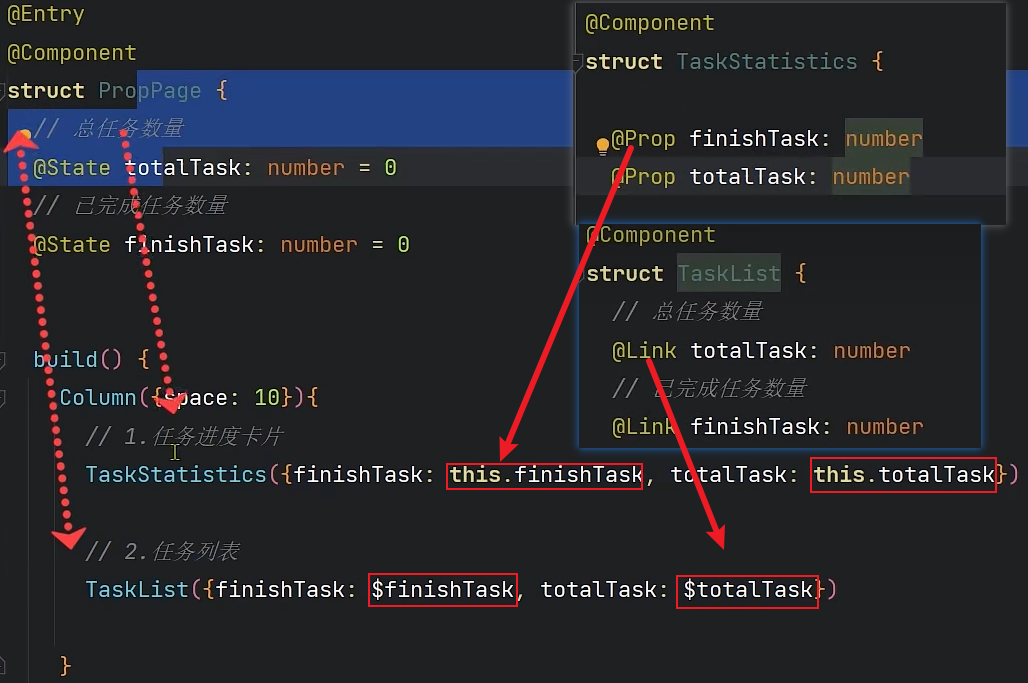 @Entry
@Component
struct PropPage {
// 总任务数量
@State totalTask: number = 0
// 已完成任务数量
@State finishTask: number = 0
build() {
Column({space: 10}){
// 1.任务进度卡片
TaskStatistics({finishTask: this.finishTask, totalTask: this.totalTask})
// 2.任务列表
TaskList({finishTask: $finishTask, totalTask: $totalTask})
}
@Component
struct TaskStatistics {
@Prop finishTask: number
@Prop totalTask: number
@Component
struct TaskList {
// 总任务数量
@Link totalTask: number
// 已完成任务数量
@Link finishTask: number